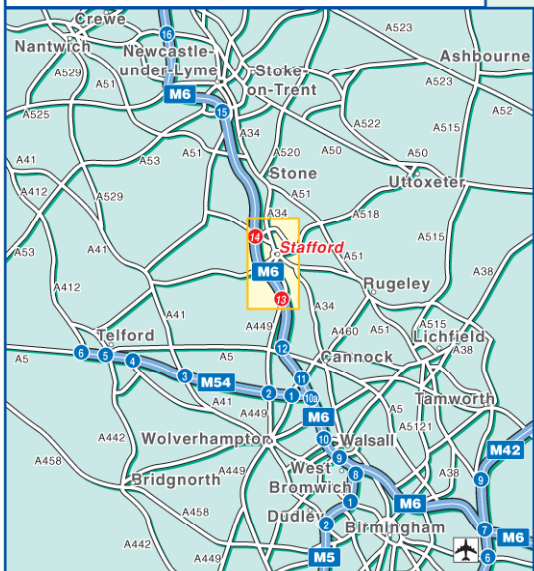 Crewe
A523
16
Nantwich
Newcastle-
under-Lyme
Stoke-
on-Trent
Ashbourne
A529
A51
M6
A523
A525
15
A34
A522
A515
A52
A41
A53
A51
A520
A50
A50
Stone
A412
A529
A51
Uttoxeter
A34
A518
14
Stafford
A515
A53
A41
A51
M6
A38
A412
13
Rugeley
A41
A449
A34
A460
A51
A515
Telford
Lichfield
12
A38
A5
6
5
4
A5
Cannock
3
M54
11
Tamworth
2
1
10a
A41
A449
M6
A5
A5121
A442
10
Wolverhampton
Walsall
M42
A458
9
A449
West
8
A38
9
Bridgnorth
Bromwich
M6
1
A458
Dudley
2
Birmingham
7
A442
M6
A449
M5
6